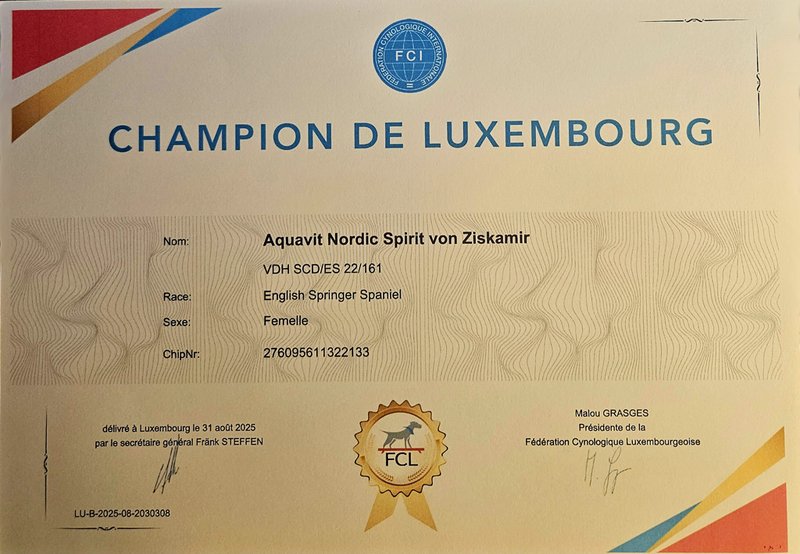 FEDERATION CYNOLOGIQUE INTERNATIONALE
FCI
CHAMPION DE LUXEMBOURG
Nom: Aquavit Nordic Spirit von Ziskamir
VDH SCD/ES 22/161
Race: English Springer Spaniel
Sexe: Femelle
ChipNr: 276095611322133
délivré à Luxembourg le 31 août 2025
par le secrétaire général Fränk STEFFEN
LU-B-2025-08-2030308
FCL
Malou GRASGES
Présidente de la
Fédération Cynologique Luxembourgeoise